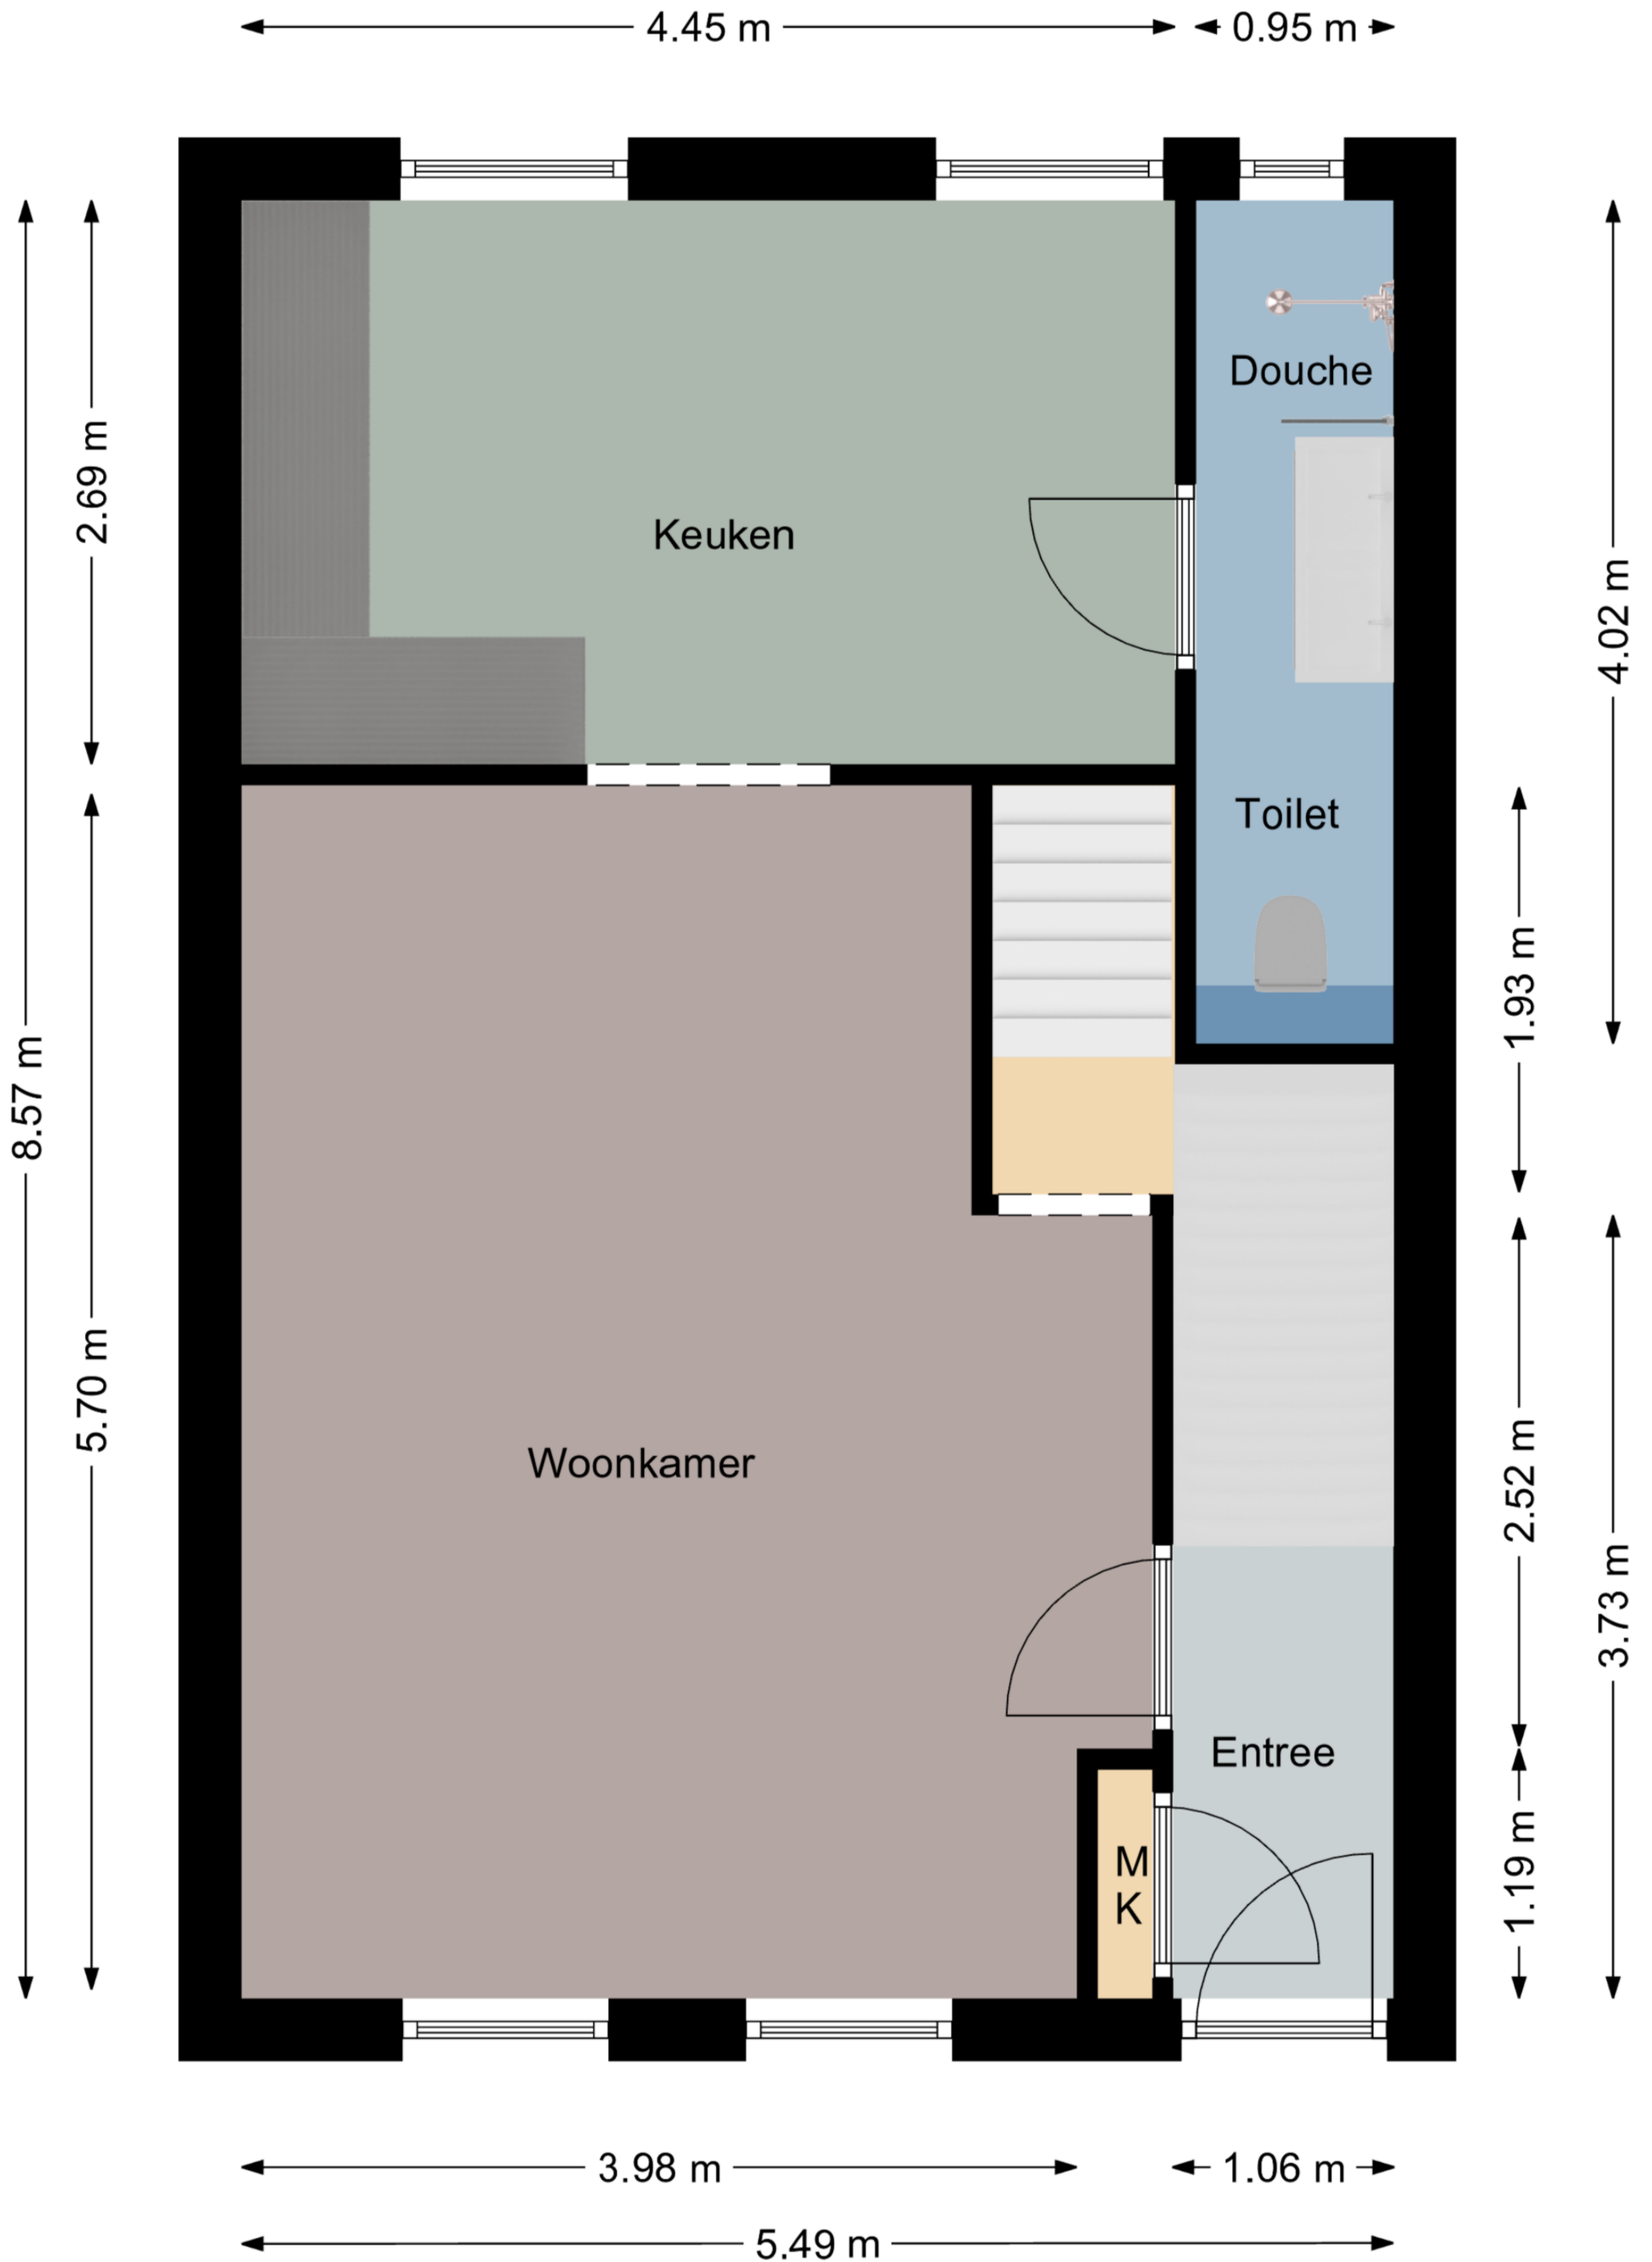 4.45 m
0.95 m
Douche
2.69 m
Keuken
4.02 m
Toilet
1.93 m
8.57 m
5.70 m
Woonkamer
2.52 m
3.73 m
Entree
M
K
1.19 m
3.98 m
1.06 m
5.49 m